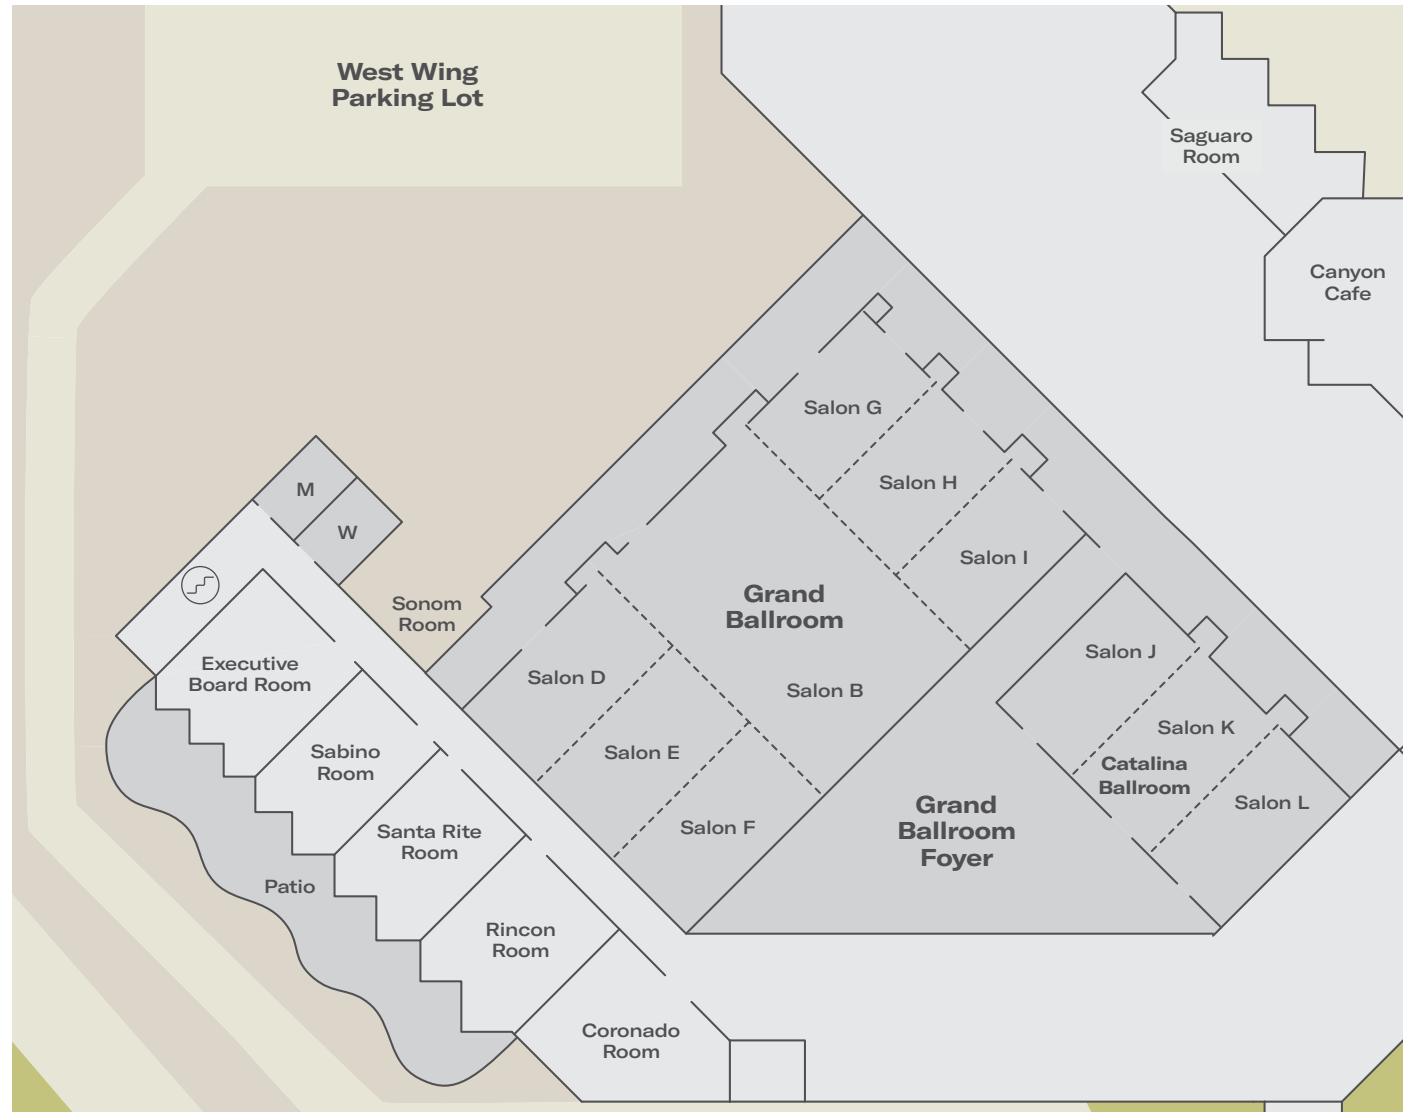 West Wing
Parking Lot
Saguaro
Room
Canyon
Cafe
Salon G
Salon H
M
W
Salon I
Sonom
Room
Grand
Ballroom
Salon J
Executive
Board Room
Salon D
Salon B
Salon K
Sabino
Room
Salon E
Catalina
Ballroom
Salon L
Santa Rite
Room
Salon F
Grand
Ballroom
Foyer
Patio
Rincon
Room
Coronado
Room